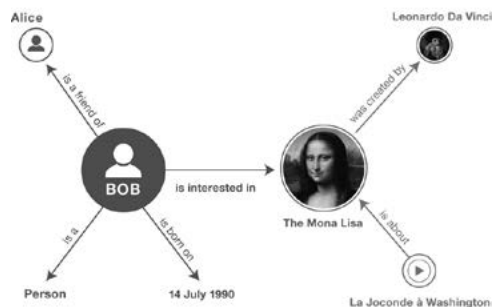 Alice
Leonardo Da Vinci
is a friend of
was created by
BOB
is interested in
The Mona Lisa
is a
is born on
is about
Person
14 July 1990
La Joconde à Washington